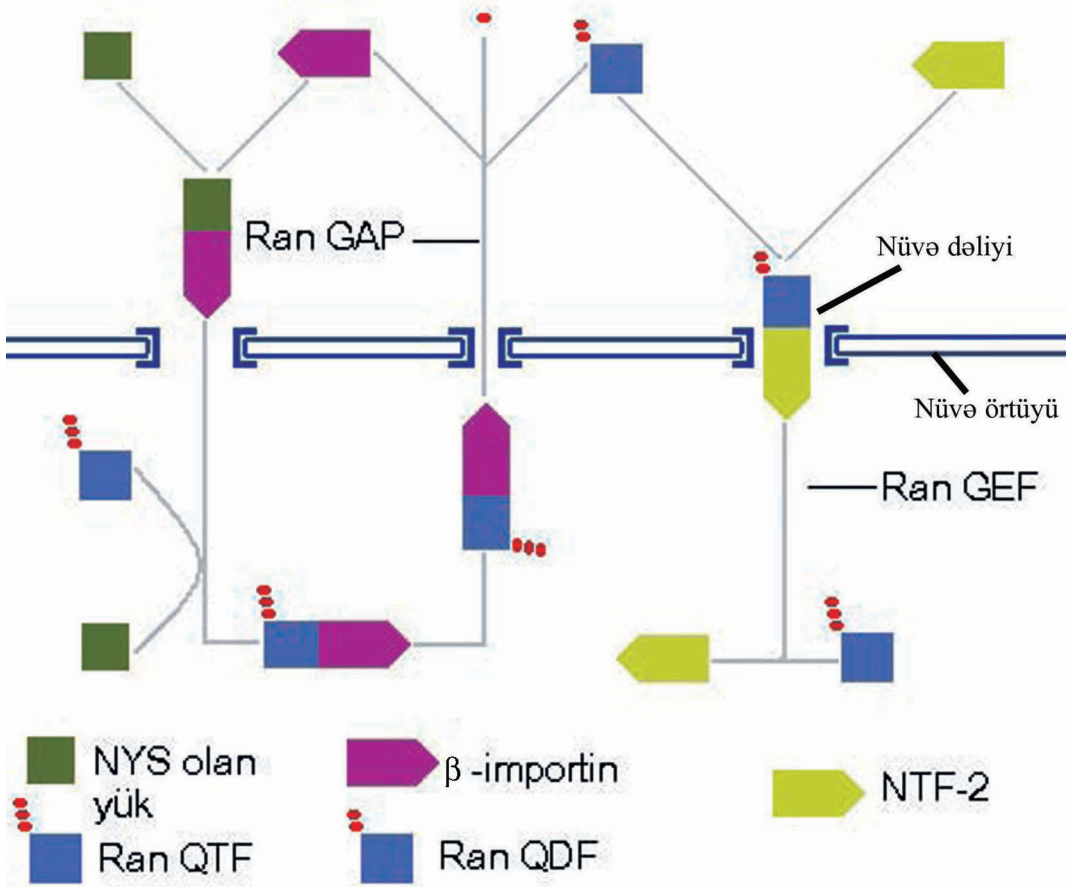 Ran GAP
Nüvə dəliyi
Nüvə örtüyü
Ran GEF
NYS olan
yük
β-importin
NTF-2
Ran QTF
Ran QDF